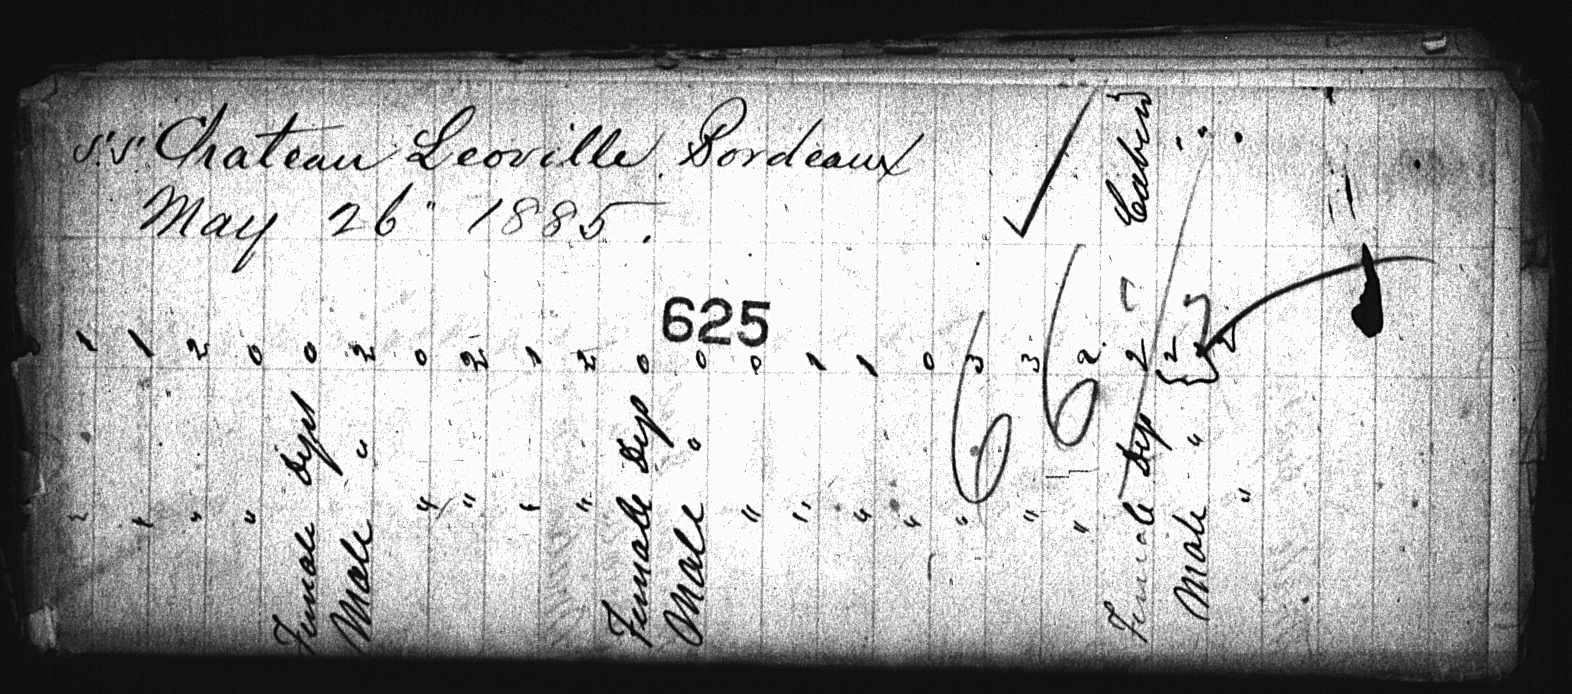 S.S. Chateau Leoville. Bordeaux
May 26" 1885.
625
1 1 2 0 0 2 0 2 1 2 0 0 0 1 1 0 3 3 2 2 2
66
Female Dept
Male "
Female Dep
Male "
Female Dep
Male "
Cabin